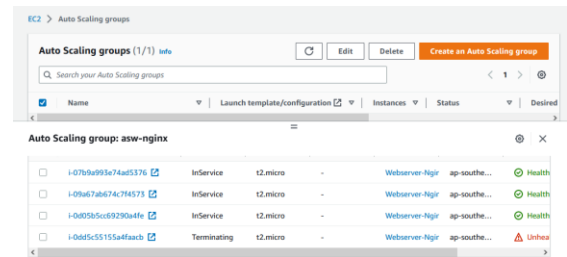 EC2 > Auto Scaling groups
Auto Scaling groups (1/1) Info Edit Delete Create an Auto Scaling group
Search your Auto Scaling groups < 1 >
Name Launch template/configuration Instances Status Desired
Auto Scaling group: asw-nginx
i-07b9a993e74ad5376 InService t2.micro - Webserver-Ngir ap-southe... Health
i-09a67ab674c7f4573 InService t2.micro - Webserver-Ngir ap-southe... Health
i-0d05b5cc69290a4fe InService t2.micro - Webserver-Ngir ap-southe... Health
i-0dd5c55155a4faacb Terminating t2.micro - Webserver-Ngir ap-southe... Unhea